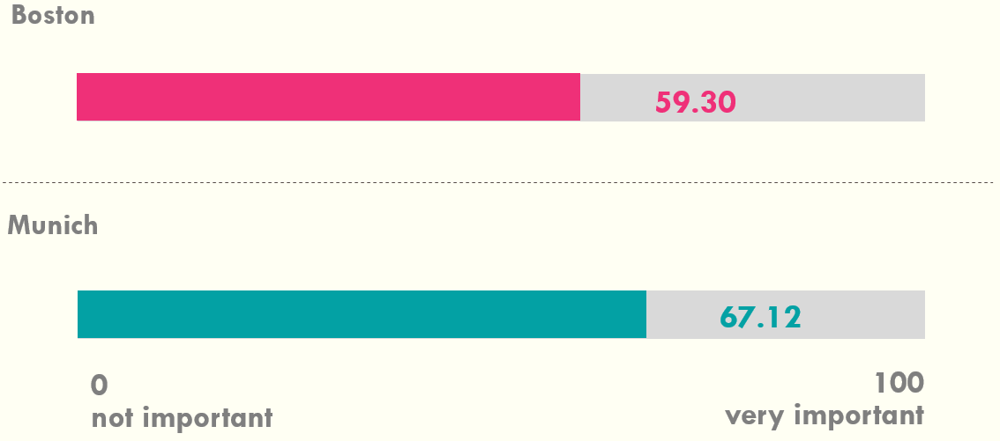 Boston
59.30
Munich
67.12
0
100
not important
very important